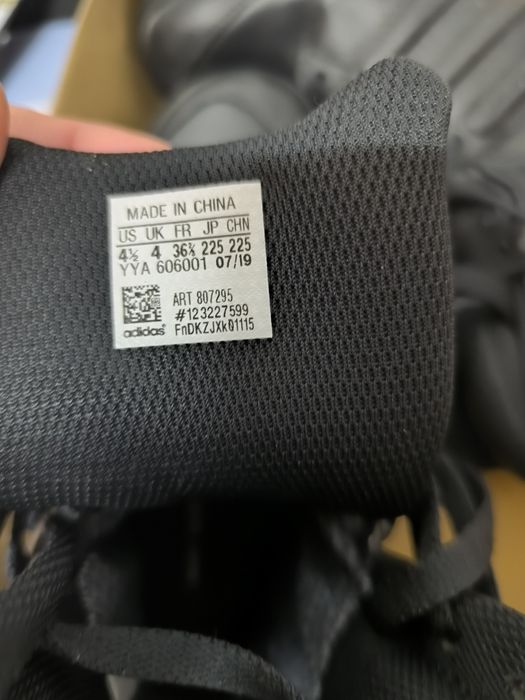 MADE IN CHINA
US UK FR JP CHN
4½ 4 36⅔ 225 225
YYA 606001 07/19
ART 807295
#123227599
adidas FnDKZJXk01115